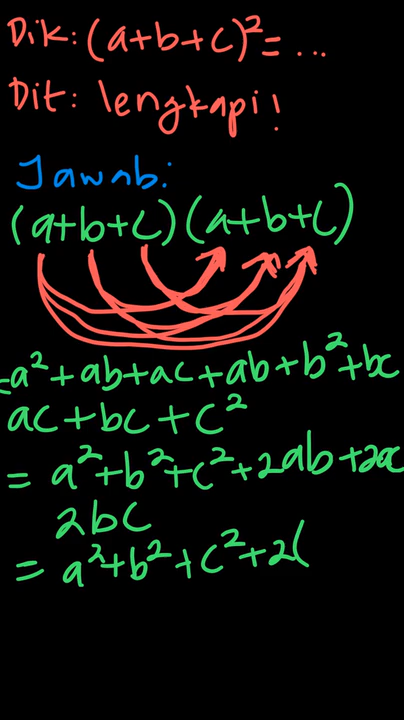 Dik: (a+b+c)²= ...
Dit: lengkapi!
Jawab:
(a+b+c)(a+b+c)
=a²+ab+ac+ab+b²+bc
ac+bc+c²
= a²+b²+c²+2ab+2ac
2bc
= a²+b²+c²+2(